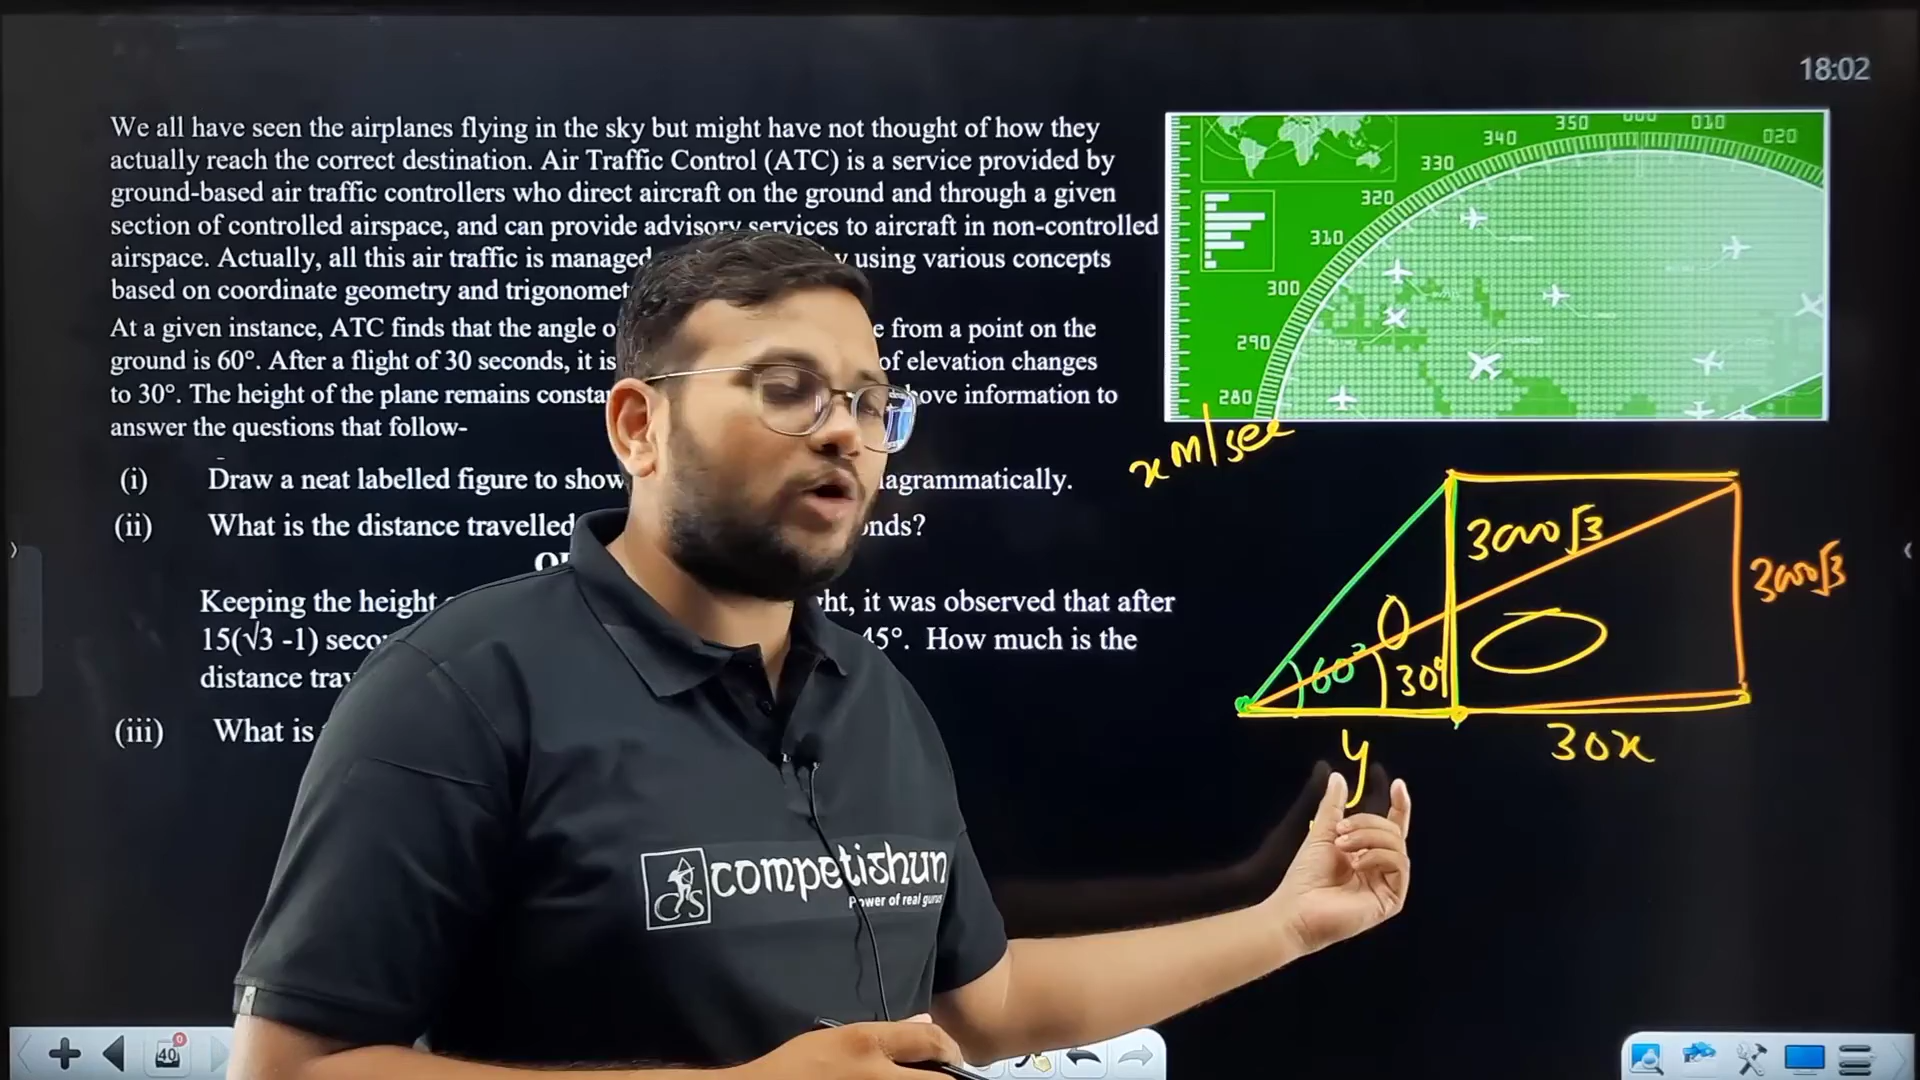 18:02
We all have seen the airplanes flying in the sky but might have not thought of how they
actually reach the correct destination. Air Traffic Control (ATC) is a service provided by
ground-based air traffic controllers who direct aircraft on the ground and through a given
section of controlled airspace, and can provide advisory services to aircraft in non-controlled
airspace. Actually, all this air traffic is managed using various concepts
based on coordinate geometry and
At a given instance, ATC finds that the angle from a point on the
ground is 60°. After a flight of 30 seconds, it is of elevation changes
to 30°. The height of the plane remains information to
answer the questions that follow-
(i) Draw a neat labelled figure to show
(ii) What is the distance travelled
Keeping the height it was observed that after
15(√3 -1) 45°. How much is the
distance
(iii) What is
280
290
300
310
320
330
340
350
000
010
020
x m/sec
3000√3
3000√3
60°
30°
y
30x
competishun
Power of real gurus
CS
40
0